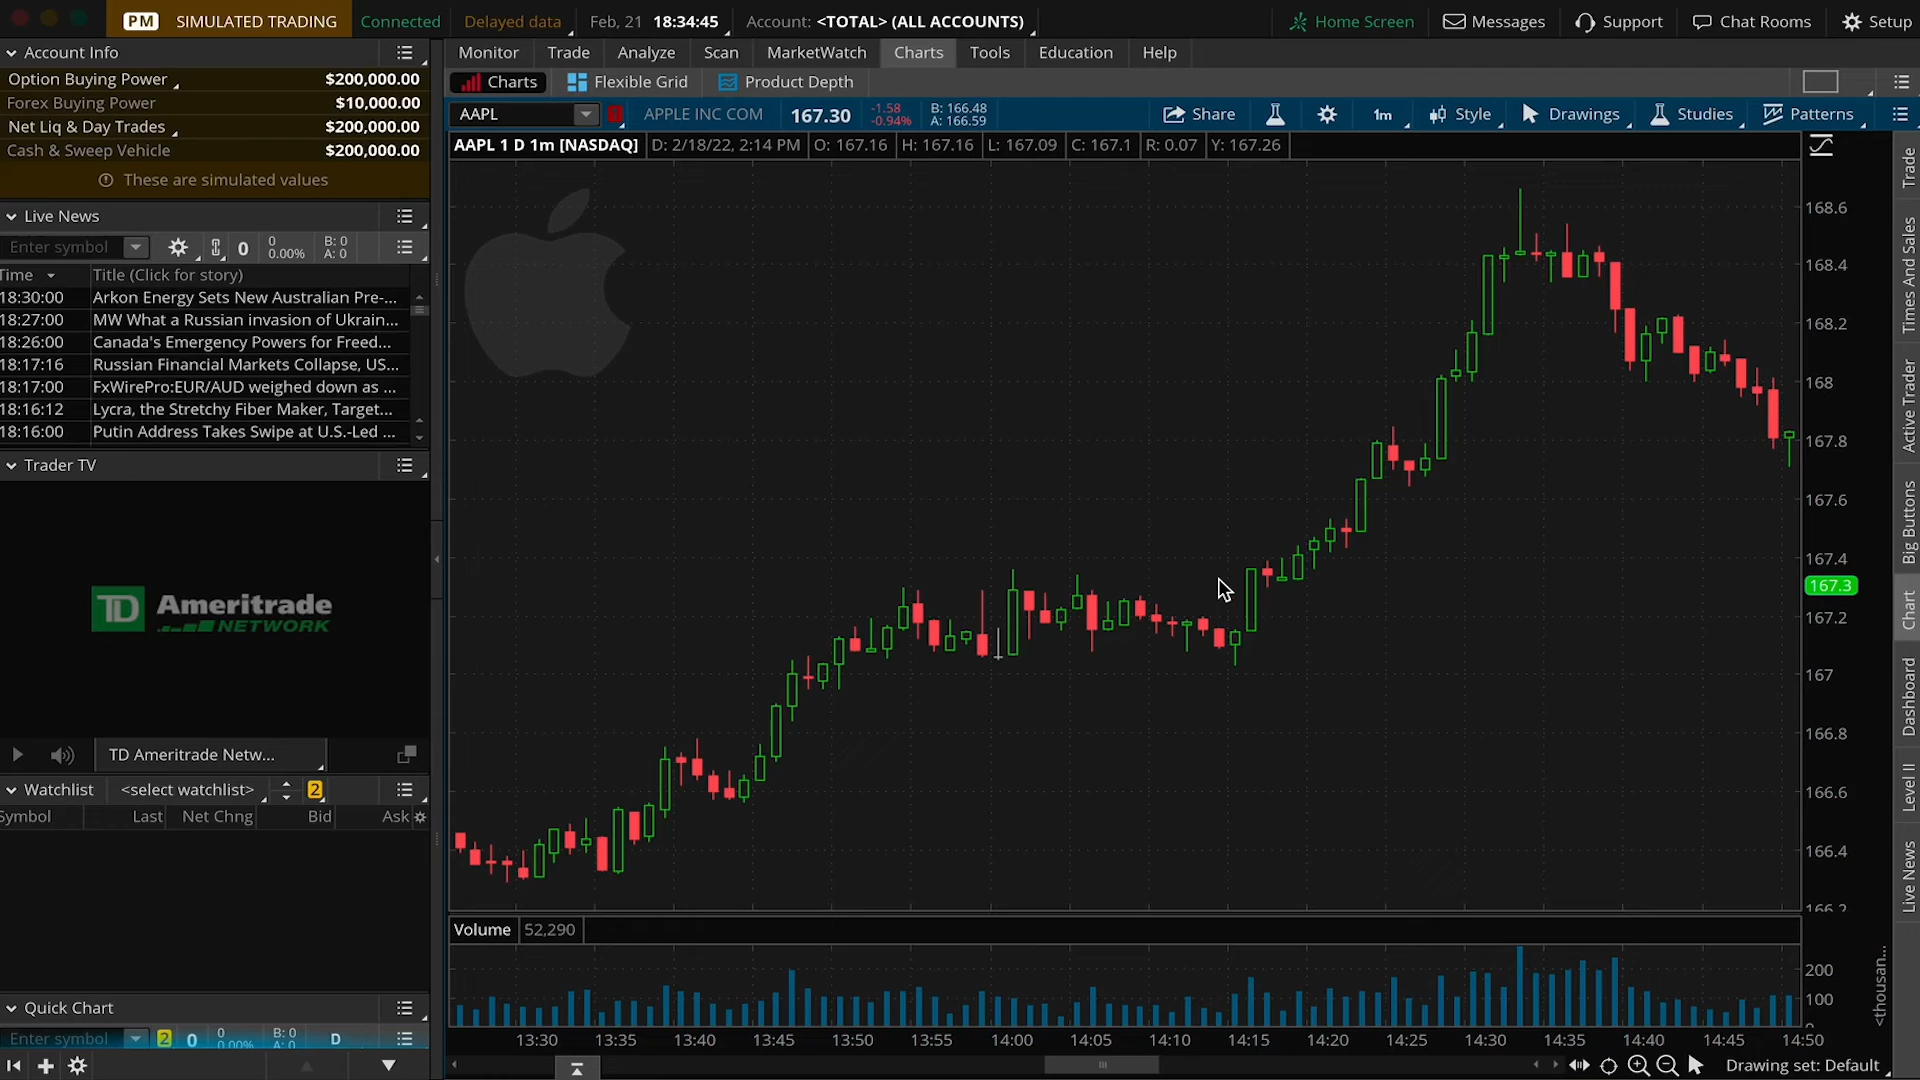 PM SIMULATED TRADING Connected Delayed data Feb, 21 18:34:45 Account: <TOTAL> (ALL ACCOUNTS) Home Screen Messages Support Chat Rooms Setup
Account Info
Option Buying Power $200,000.00
Forex Buying Power $10,000.00
Net Liq & Day Trades $200,000.00
Cash & Sweep Vehicle $200,000.00
These are simulated values
Live News
Enter symbol 0 0 0.00% B: 0 A: 0
Time Title (Click for story)
18:30:00 Arkon Energy Sets New Australian Pre-...
18:27:00 MW What a Russian invasion of Ukrain...
18:26:00 Canada's Emergency Powers for Freed...
18:17:16 Russian Financial Markets Collapse, US...
18:17:00 FxWirePro:EUR/AUD weighed down as ...
18:16:12 Lycra, the Stretchy Fiber Maker, Target...
18:16:00 Putin Address Takes Swipe at U.S.-Led ...
Trader TV
TD Ameritrade
NETWORK
TD Ameritrade Netw...
Watchlist <select watchlist> 2
Symbol Last Net Chng Bid Ask
Quick Chart
Enter symbol 2 0 0 0.00% B: 0 A: 0 D
Monitor Trade Analyze Scan MarketWatch Charts Tools Education Help
Charts Flexible Grid Product Depth
AAPL APPLE INC COM 167.30 -1.58 -0.94% B: 166.48 A: 166.59 Share 1m Style Drawings Studies Patterns
AAPL 1 D 1m [NASDAQ] D: 2/18/22, 2:14 PM O: 167.16 H: 167.16 L: 167.09 C: 167.1 R: 0.07 Y: 167.26
168.6
168.4
168.2
168
167.8
167.6
167.4
167.3
167.2
167
166.8
166.6
166.4
166.2
Volume 52,290
200
100
0
<thousan...
13:30 13:35 13:40 13:45 13:50 13:55 14:00 14:05 14:10 14:15 14:20 14:25 14:30 14:35 14:40 14:45 14:50
Drawing set: Default
Trade
Times And Sales
Active Trader
Big Buttons
Chart
Dashboard
Level II
Live News